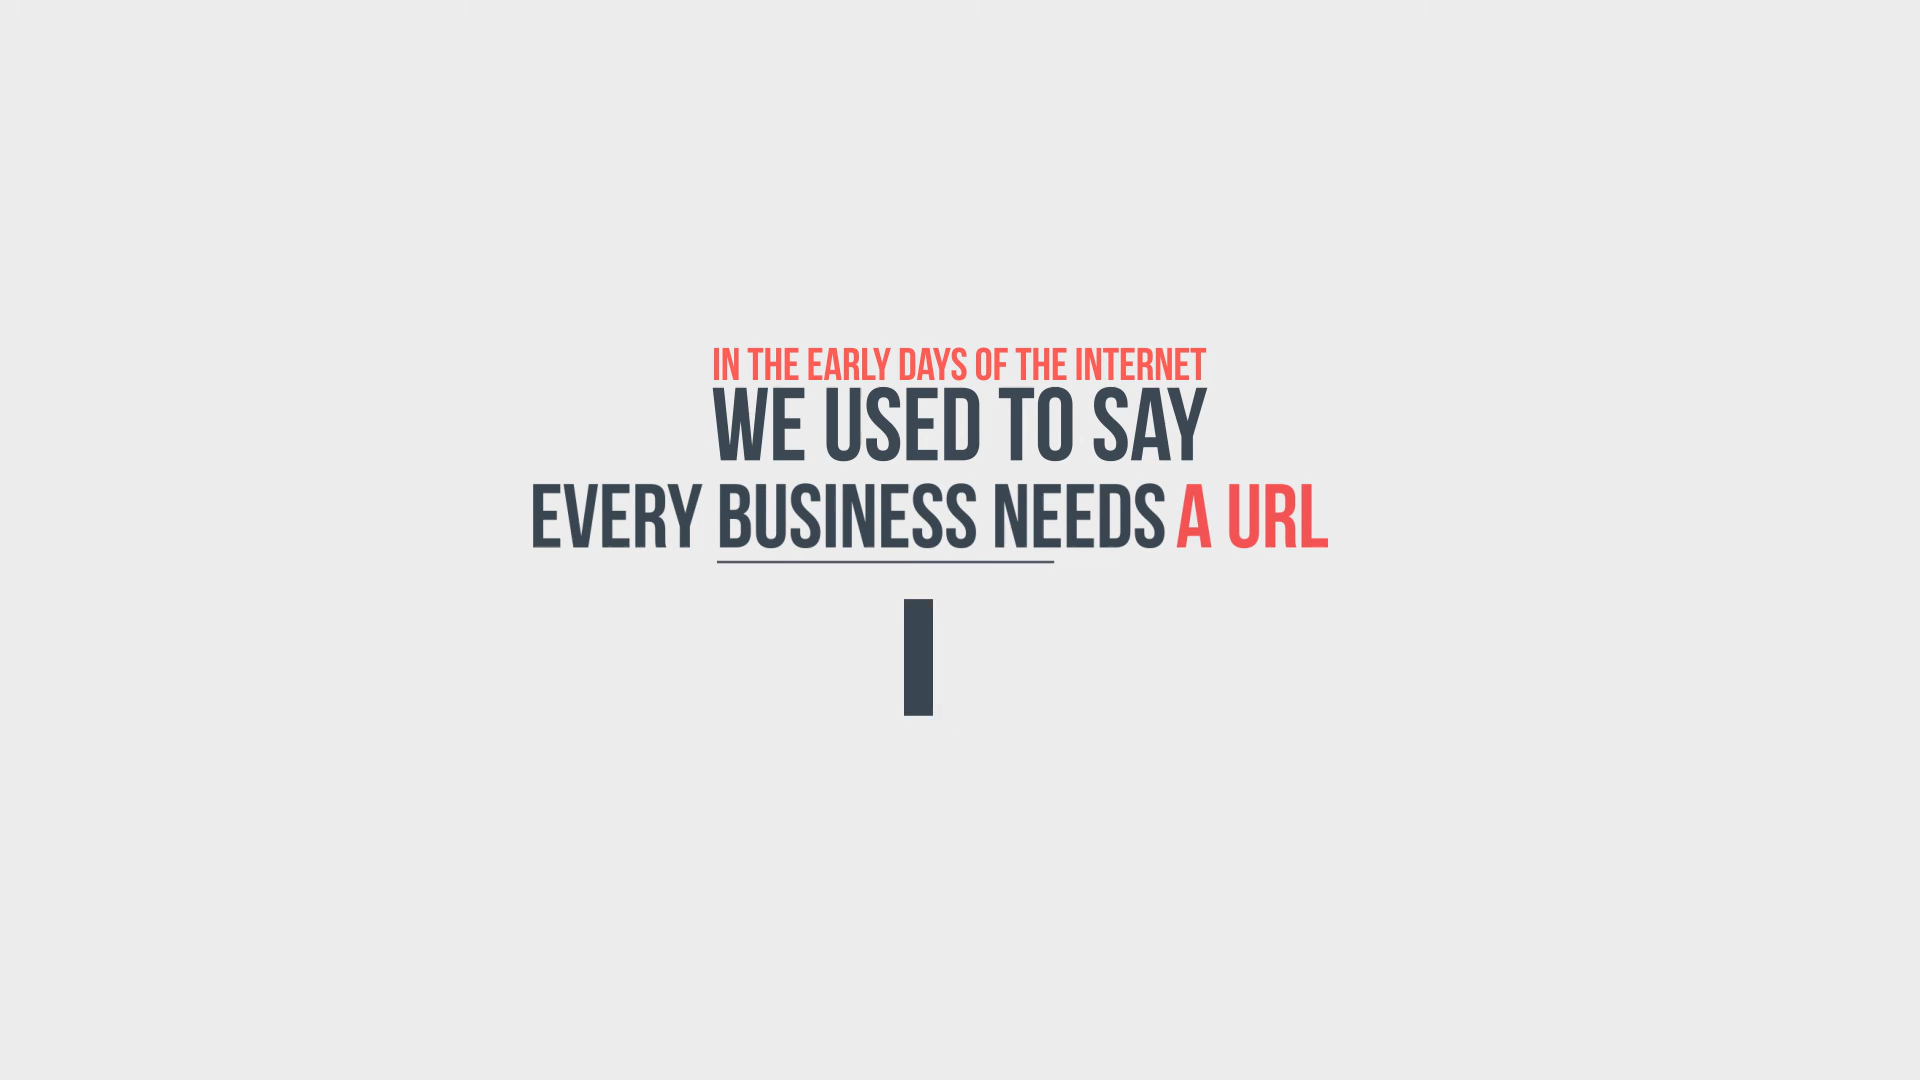 IN THE EARLY DAYS OF THE INTERNET
WE USED TO SAY
EVERY BUSINESS NEEDS A URL